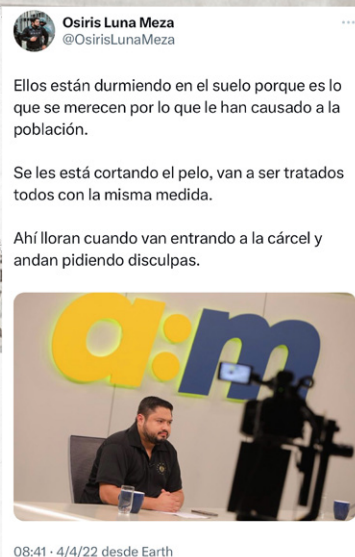 Osiris Luna Meza
@OsirisLunaMeza
Ellos están durmiendo en el suelo porque es lo
que se merecen por lo que le han causado a la
población.
Se les está cortando el pelo, van a ser tratados
todos con la misma medida.
Ahí lloran cuando van entrando a la cárcel y
andan pidiendo disculpas.
a:m
08:41 · 4/4/22 desde Earth